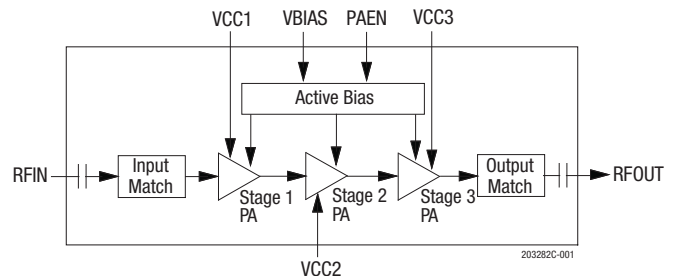 VCC1
VBIAS
PAEN
VCC3
Active Bias
RFIN
Input
Match
Stage 1
PA
Stage 2
PA
Stage 3
PA
Output
Match
RFOUT
VCC2
203282C-001